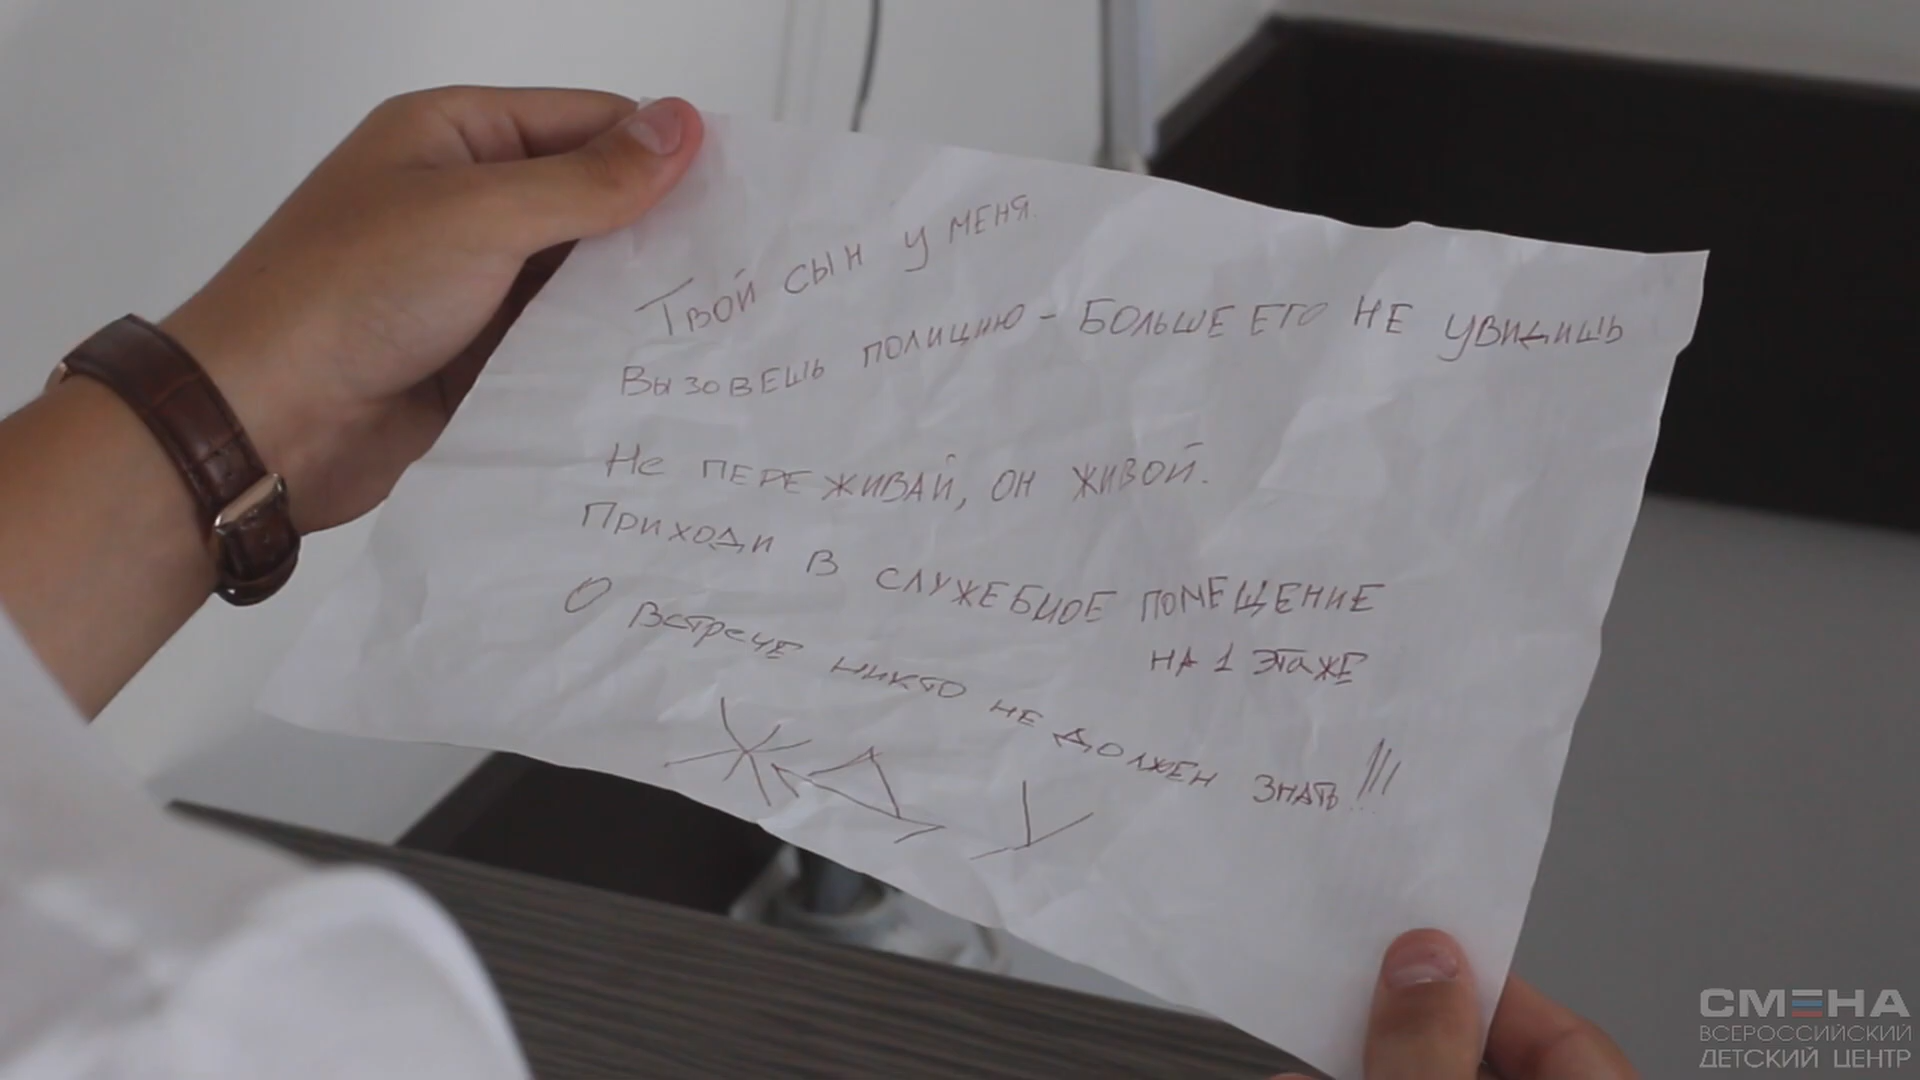 Твой сын у меня.
Вызовешь полицию - больше его не увидишь
Не переживай, он живой.
Приходи в служебное помещение
на 1 этаже
О встрече никто не должен знать!!!
ЖДУ
СМЕНА
ВСЕРОССИЙСКИЙ
ДЕТСКИЙ ЦЕНТР